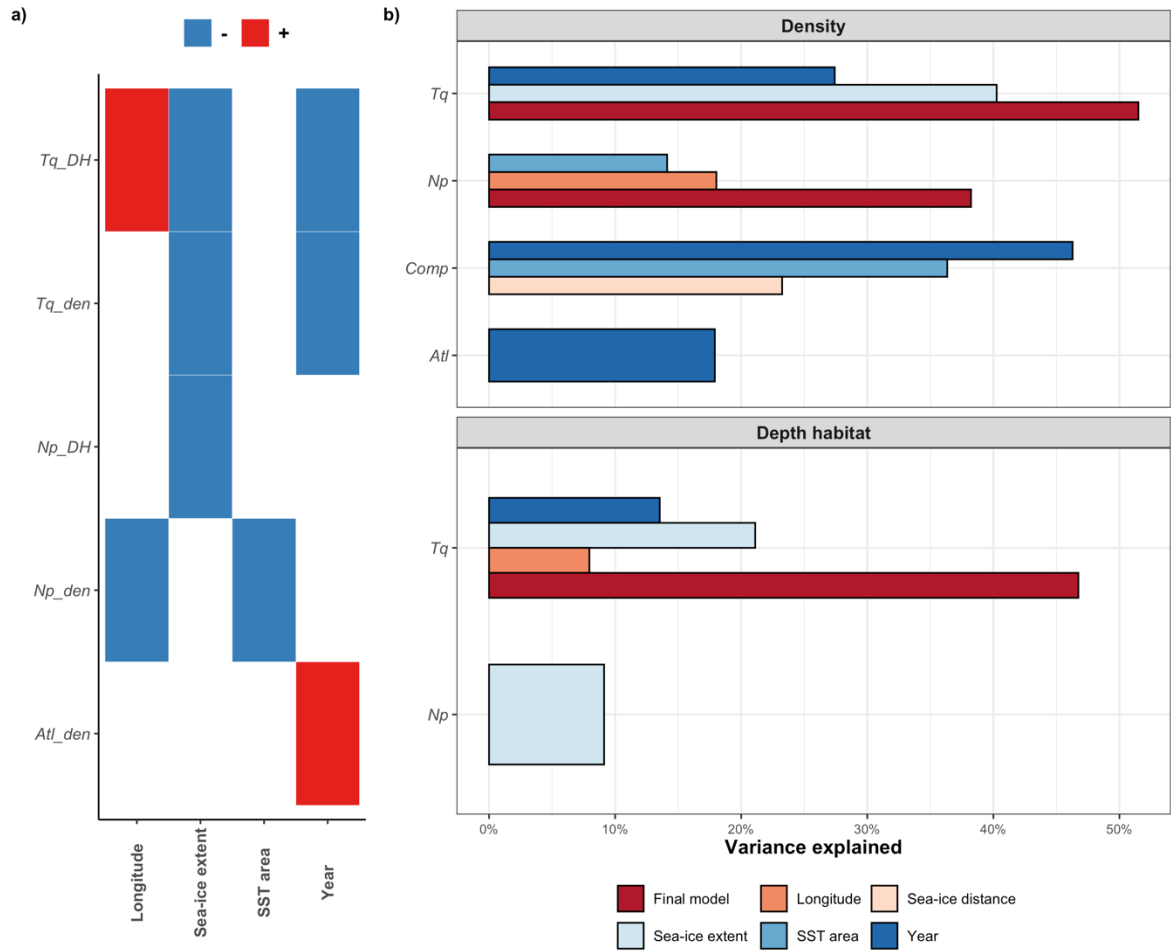 a)
- +
Tq_DH
Tq_den
Np_DH
Np_den
Atl_den
Longitude
Sea-ice extent
SST area
Year
b)
Density
Tq
Np
Comp
Atl
Depth habitat
Tq
Np
0% 10% 20% 30% 40% 50%
Variance explained
Final model Longitude Sea-ice distance
Sea-ice extent SST area Year